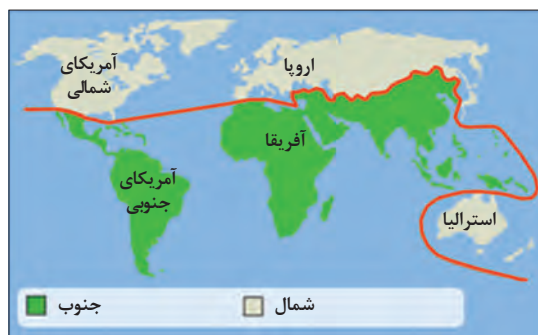 آمریکای
شمالی
اروپا
آفریقا
آمریکای
جنوبی
استرالیا
شمال
جنوب